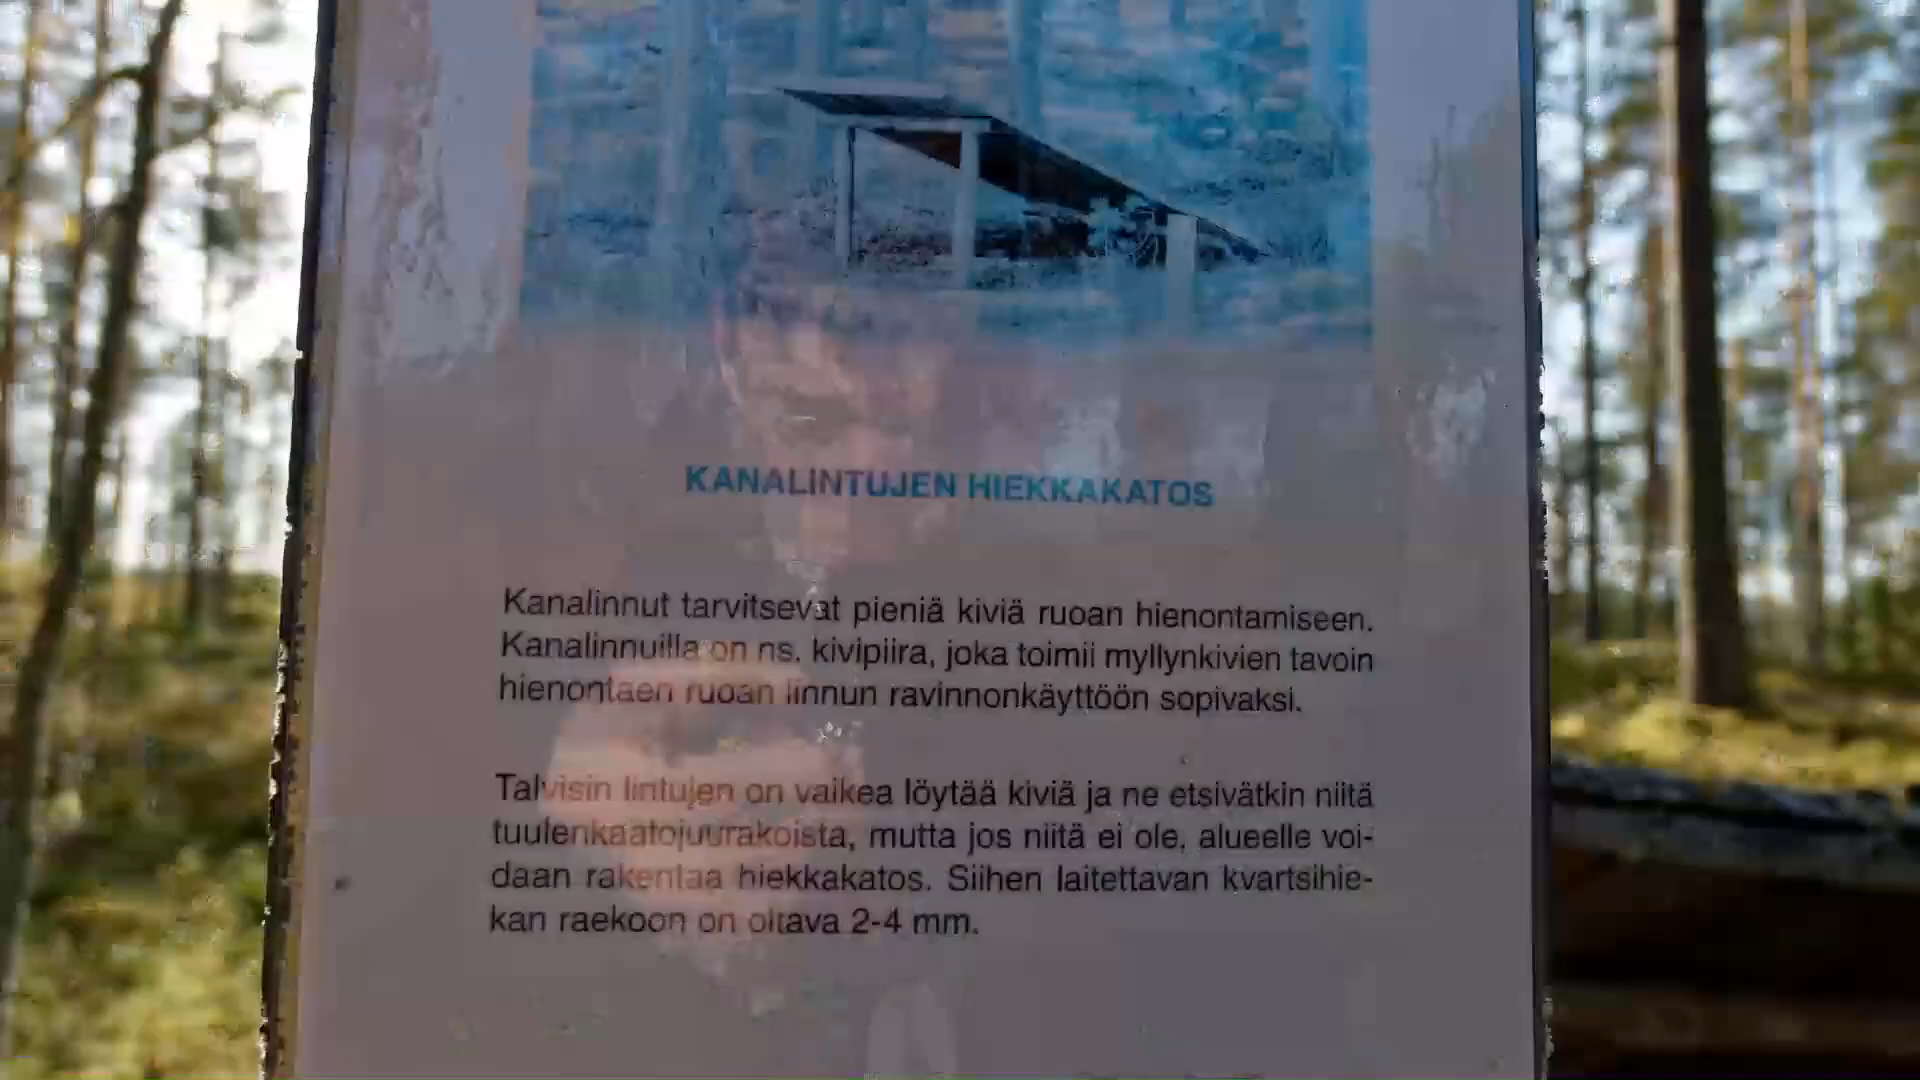 KANALINTUJEN HIEKKAKATOS
Kanalinnut tarvitsevat pieniä kiviä ruoan hienontamiseen.
Kanalinnuilla on ns. kivipiira, joka toimii myllynkivien tavoin
hienontaen ruoan linnun ravinnonkäyttöön sopivaksi.
Talvisin lintujen on vaikea löytää kiviä ja ne etsivätkin niitä
tuulenkaatojuurakoista, mutta jos niitä ei ole, alueelle voi-
daan rakentaa hiekkakatos. Siihen laitettavan kvartsihie-
kan raekoon on oltava 2-4 mm.